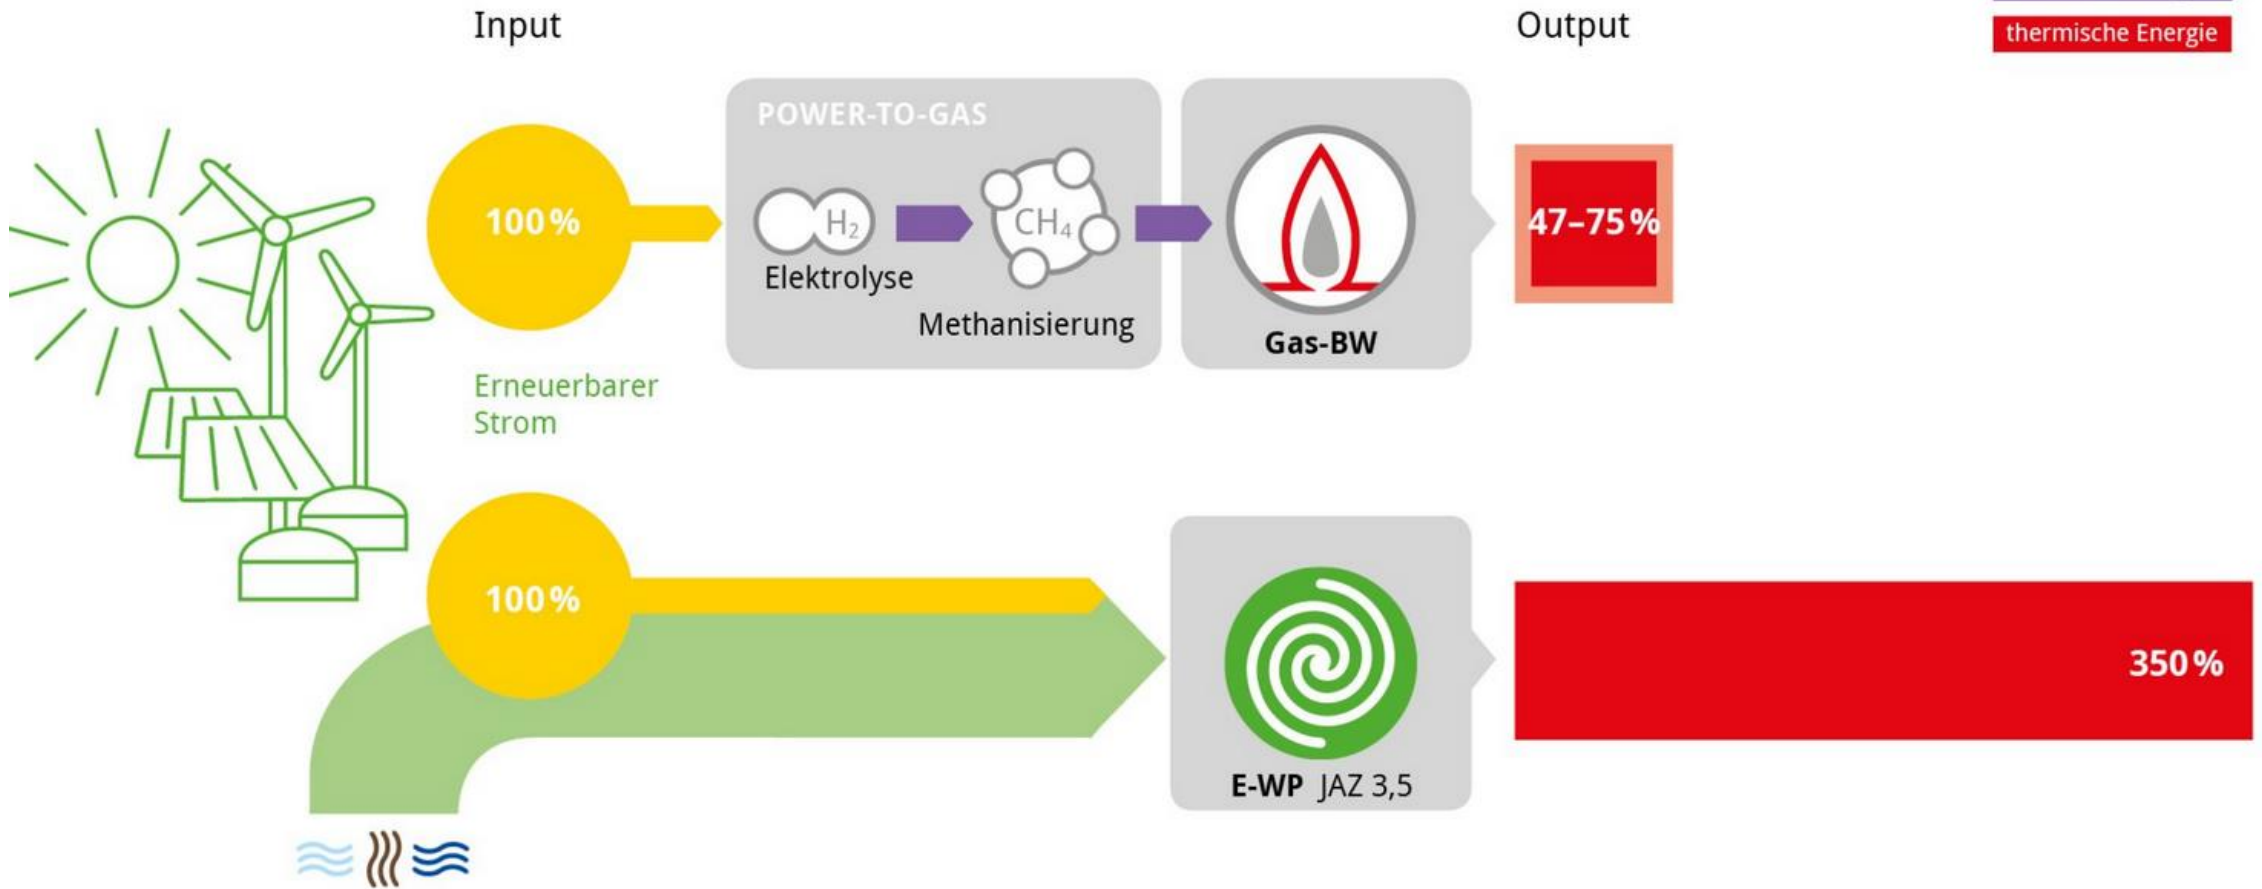 Input
Output
thermische Energie
POWER-TO-GAS
100%
H₂
CH₄
47–75%
Elektrolyse
Methanisierung
Gas-BW
Erneuerbarer
Strom
100%
350%
E-WP JAZ 3,5